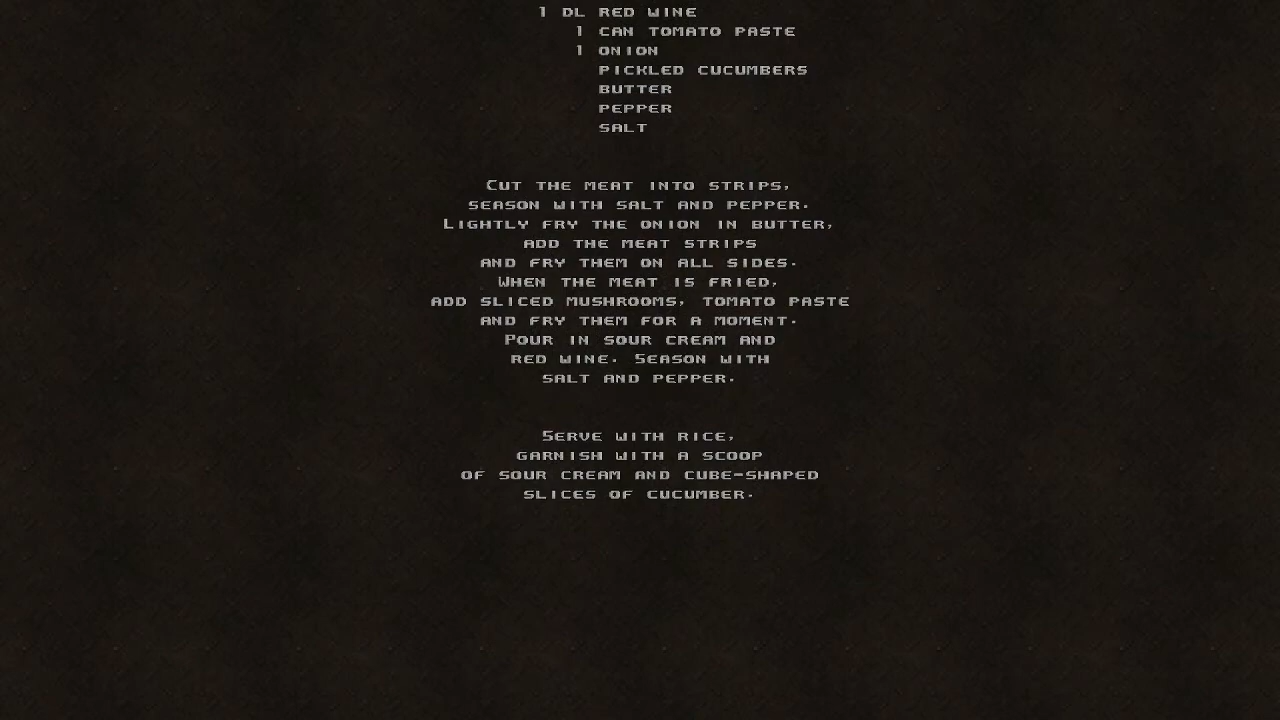 1 DL RED WINE
1 CAN TOMATO PASTE
1 ONION
PICKLED CUCUMBERS
BUTTER
PEPPER
SALT
CUT THE MEAT INTO STRIPS,
SEASON WITH SALT AND PEPPER.
LIGHTLY FRY THE ONION IN BUTTER,
ADD THE MEAT STRIPS
AND FRY THEM ON ALL SIDES.
WHEN THE MEAT IS FRIED,
ADD SLICED MUSHROOMS, TOMATO PASTE
AND FRY THEM FOR A MOMENT.
POUR IN SOUR CREAM AND
RED WINE. SEASON WITH
SALT AND PEPPER.
SERVE WITH RICE,
GARNISH WITH A SCOOP
OF SOUR CREAM AND CUBE-SHAPED
SLICES OF CUCUMBER.